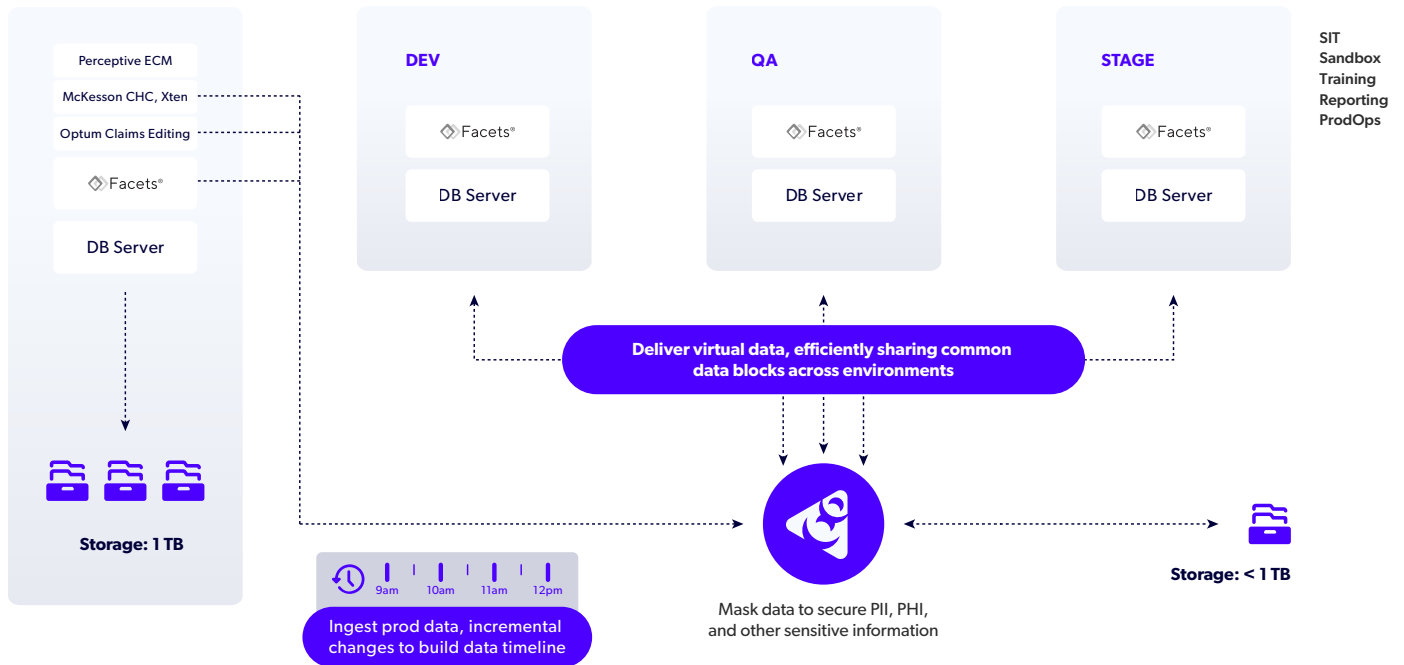 Perceptive ECM
McKesson CHC, Xten
Optum Claims Editing
Facets®
DB Server
Storage: 1 TB
DEV
Facets®
DB Server
QA
Facets®
DB Server
STAGE
Facets®
DB Server
SIT
Sandbox
Training
Reporting
ProdOps
Deliver virtual data, efficiently sharing common
data blocks across environments
9am 10am 11am 12pm
Ingest prod data, incremental
changes to build data timeline
Mask data to secure PII, PHI,
and other sensitive information
Storage: < 1 TB